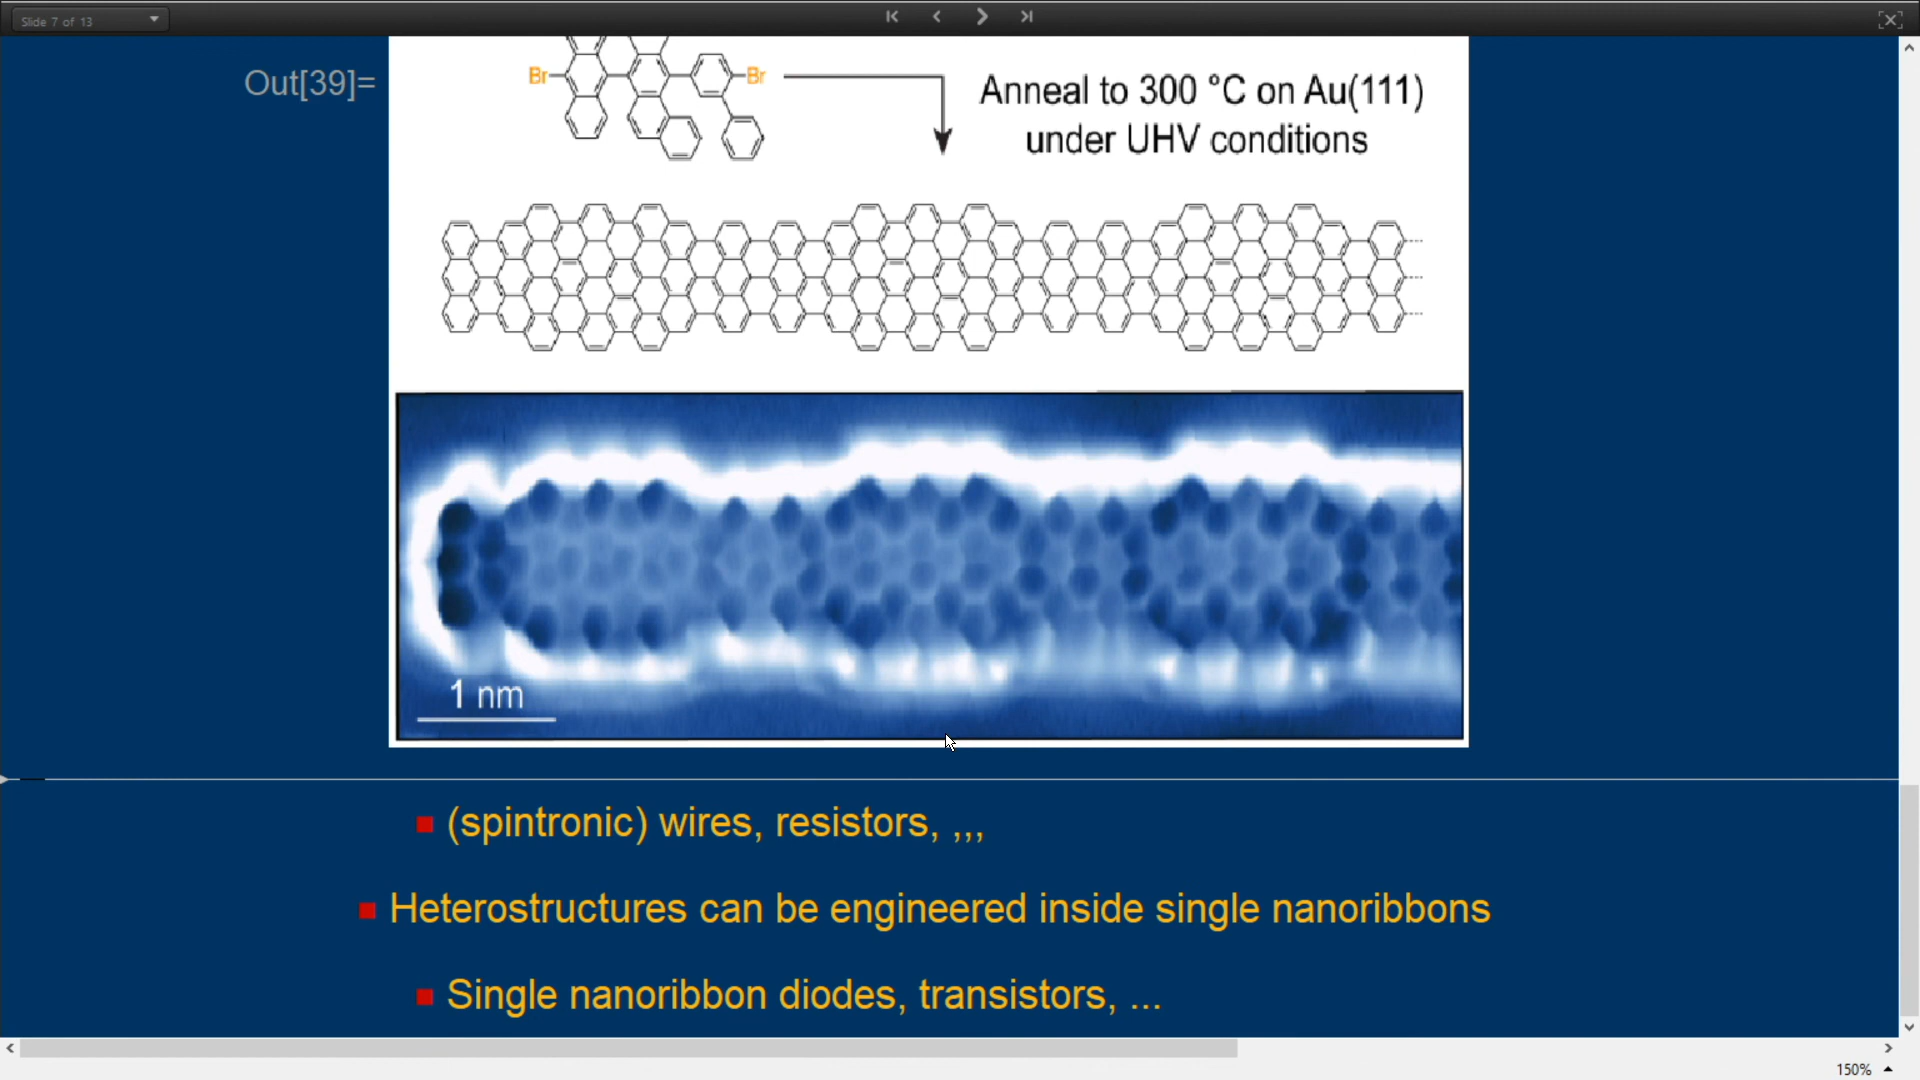 Slide 7 of 13
Out[39]=
Br
Br
Anneal to 300 °C on Au(111)
under UHV conditions
1 nm
(spintronic) wires, resistors, ,,,
Heterostructures can be engineered inside single nanoribbons
Single nanoribbon diodes, transistors, ...
150%